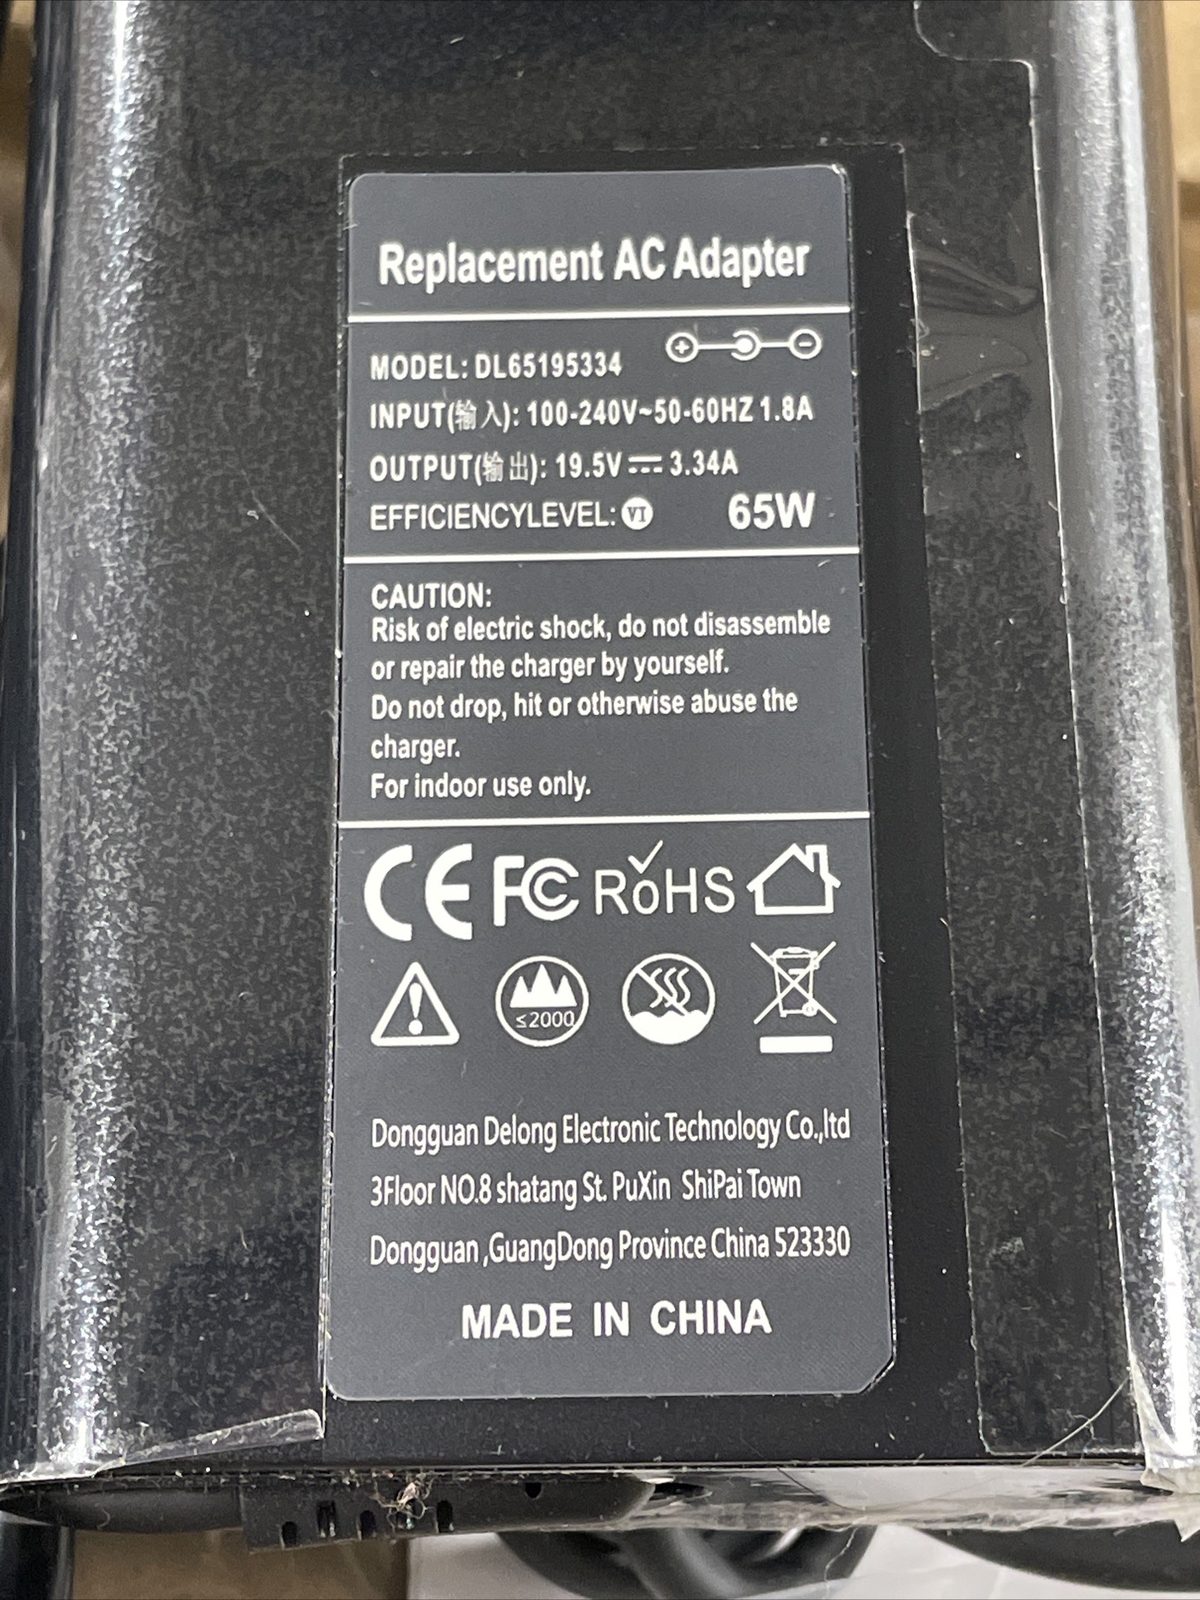 Replacement AC Adapter
MODEL: DL65195334
INPUT(输入): 100-240V~50-60HZ 1.8A
OUTPUT(输出): 19.5V⎓3.34A
EFFICIENCYLEVEL: VI 65W
CAUTION:
Risk of electric shock, do not disassemble
or repair the charger by yourself.
Do not drop, hit or otherwise abuse the
charger.
For indoor use only.
CE FC RoHS
≤2000
Dongguan Delong Electronic Technology Co.,ltd
3Floor NO.8 shatang St. PuXin ShiPai Town
Dongguan ,GuangDong Province China 523330
MADE IN CHINA